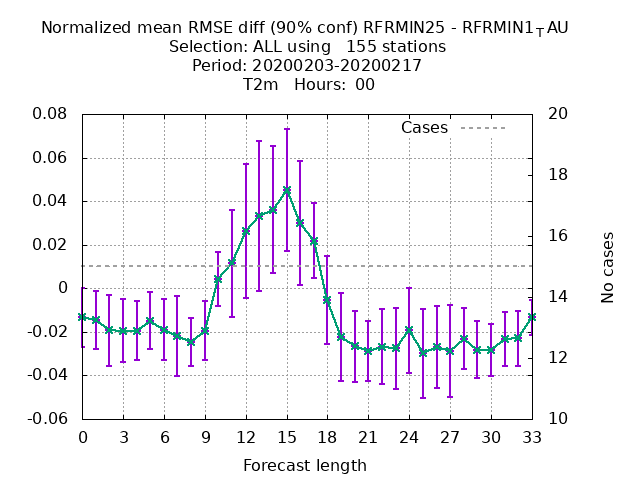 Normalized mean RMSE diff (90% conf) RFRMIN25 - RFRMIN1TAU
Selection: ALL using   155 stations
Period: 20200203-20200217
T2m   Hours:  00
0.08
0.06
0.04
0.02
0
-0.02
-0.04
-0.06
Cases
20
18
16
14
12
10
No cases
0 3 6 9 12 15 18 21 24 27 30 33
Forecast length